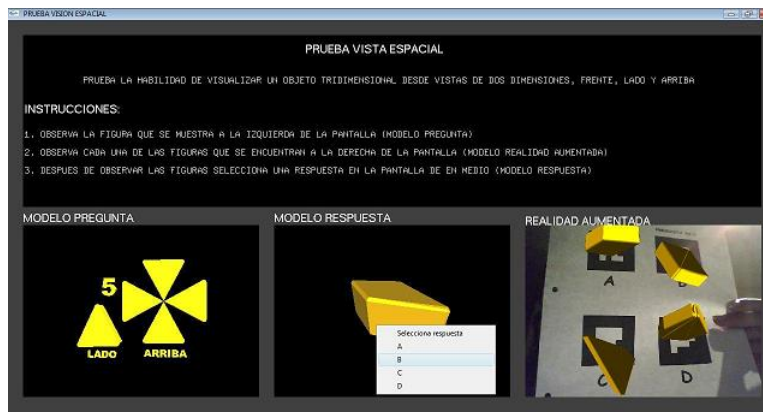 PRUEBA VISION ESPACIAL
PRUEBA VISTA ESPACIAL
PRUEBA LA HABILIDAD DE VISUALIZAR UN OBJETO TRIDIMENSIONAL DESDE VISTAS DE DOS DIMENSIONES, FRENTE, LADO Y ARRIBA
INSTRUCCIONES:
1. OBSERVA LA FIGURA QUE SE MUESTRA A LA IZQUIERDA DE LA PANTALLA (MODELO PREGUNTA)
2. OBSERVA CADA UNA DE LAS FIGURAS QUE SE ENCUENTRAN A LA DERECHA DE LA PANTALLA (MODELO REALIDAD AUMENTADA)
3. DESPUES DE OBSERVAR LAS FIGURAS SELECCIONA UNA RESPUESTA EN LA PANTALLA DE EN MEDIO (MODELO RESPUESTA)
MODELO PREGUNTA
5
LADO ARRIBA
MODELO RESPUESTA
Selecciona respuesta
A
B
C
D
REALIDAD AUMENTADA
A
C
D